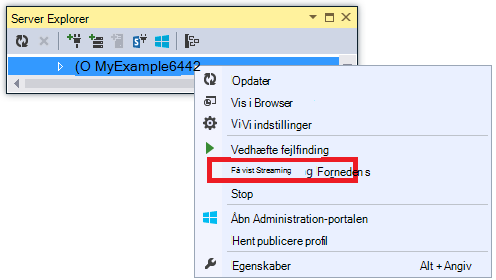 Server Explorer
(O MyExample6442
Opdater
Vis i Browser
ViVi indstillinger
Vedhæfte fejlfinding
Få vist Streaming g Forneden s
Stop
Åbn Administration-portalen
Hent publicere profil
Egenskaber Alt + Angiv